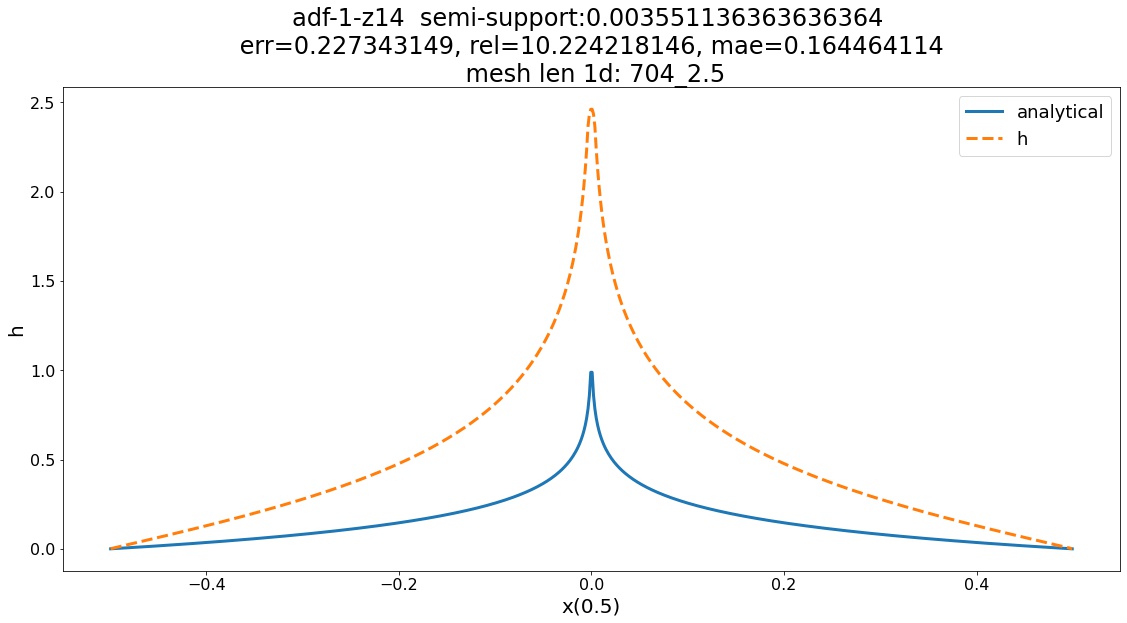 adf-1-z14  semi-support:0.003551136363636364
err=0.227343149, rel=10.224218146, mae=0.164464114
mesh len 1d: 704_2.5
analytical
h
h
2.5
2.0
1.5
1.0
0.5
0.0
−0.4
−0.2
0.0
0.2
0.4
x(0.5)